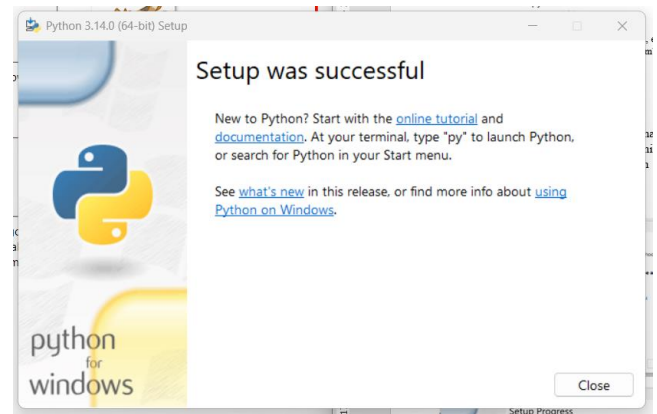 Python 3.14.0 (64-bit) Setup
Setup was successful
New to Python? Start with the online tutorial and
documentation. At your terminal, type "py" to launch Python,
or search for Python in your Start menu.
See what's new in this release, or find more info about using
Python on Windows.
python
for
windows
Close
Setup Progress